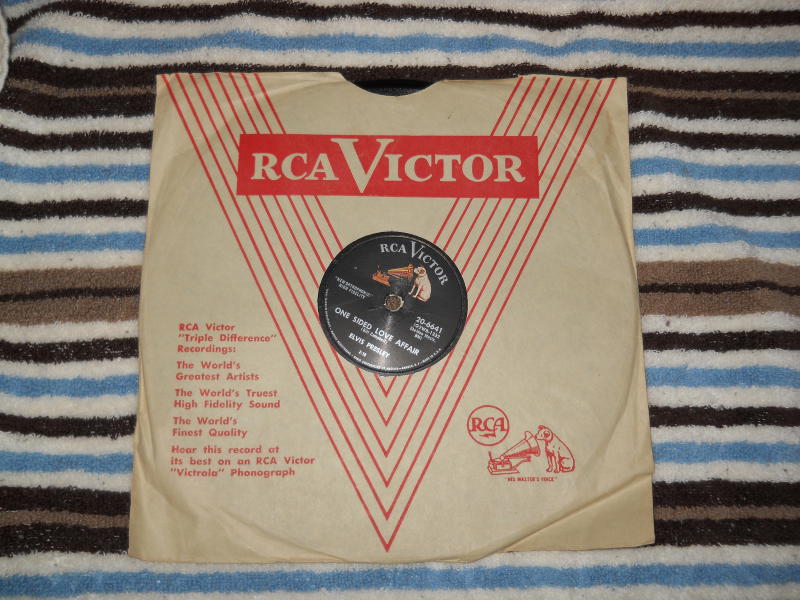 RCA VICTOR
RCA VICTOR
"NEW ORTHOPHONIC"
HIGH FIDELITY
20-6641
ONE SIDED LOVE AFFAIR
ELVIS PRESLEY
RCA Victor
"Triple Difference"
Recordings:
The World's
Greatest Artists
The World's Truest
High Fidelity Sound
The World's
Finest Quality
Hear this record at
its best on an RCA Victor
"Victrola" Phonograph
RCA
"HIS MASTER'S VOICE"